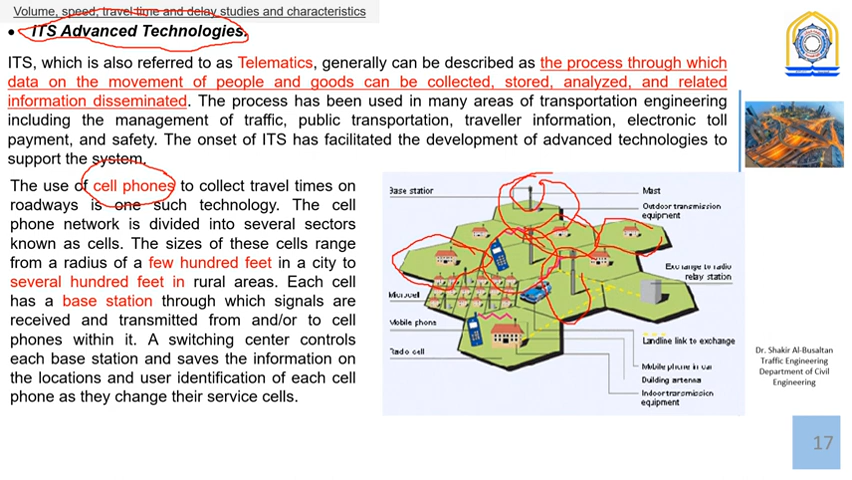 Volume, speed, travel time and delay studies and characteristics
• ITS Advanced Technologies.
ITS, which is also referred to as Telematics, generally can be described as the process through which
data on the movement of people and goods can be collected, stored, analyzed, and related
information disseminated. The process has been used in many areas of transportation engineering
including the management of traffic, public transportation, traveller information, electronic toll
payment, and safety. The onset of ITS has facilitated the development of advanced technologies to
support the system.
The use of cell phones to collect travel times on
roadways is one such technology. The cell
phone network is divided into several sectors
known as cells. The sizes of these cells range
from a radius of a few hundred feet in a city to
several hundred feet in rural areas. Each cell
has a base station through which signals are
received and transmitted from and/or to cell
phones within it. A switching center controls
each base station and saves the information on
the locations and user identification of each cell
phone as they change their service cells.
Base station
Mast
Outdoor transmission
equipment
Exchange to radio
relay station
Microcell
Mobile phone
Radio cell
Landline link to exchange
Mobile phone in car
Building antenna
Indoor transmission
equipment
Dr. Shakir Al-Busaltan
Traffic Engineering
Department of Civil
Engineering
17